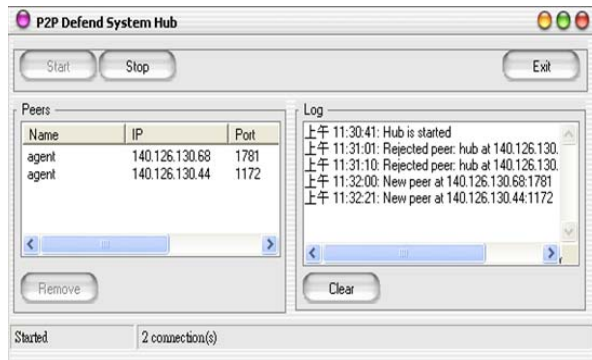 P2P Defend System Hub
Start Stop Exit
Peers
Name IP Port
agent 140.126.130.68 1781
agent 140.126.130.44 1172
Remove
Log
上午 11:30:41: Hub is started
上午 11:31:01: Rejected peer: hub at 140.126.130.
上午 11:31:10: Rejected peer: hub at 140.126.130.
上午 11:32:00: New peer at 140.126.130.68:1781
上午 11:32:21: New peer at 140.126.130.44:1172
Clear
Started 2 connection(s)